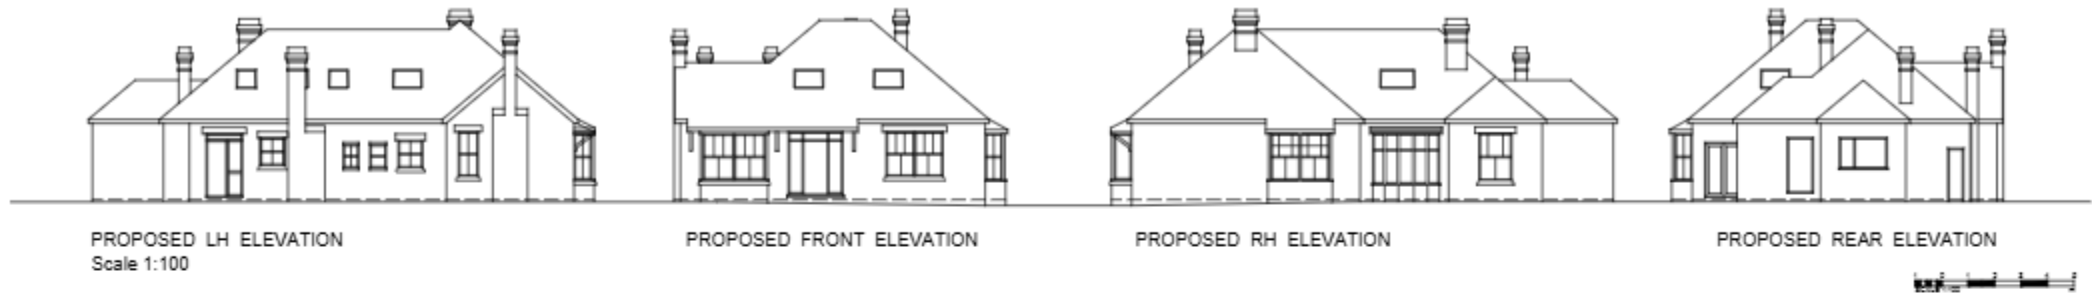 PROPOSED LH ELEVATION
Scale 1:100
PROPOSED FRONT ELEVATION
PROPOSED RH ELEVATION
PROPOSED REAR ELEVATION